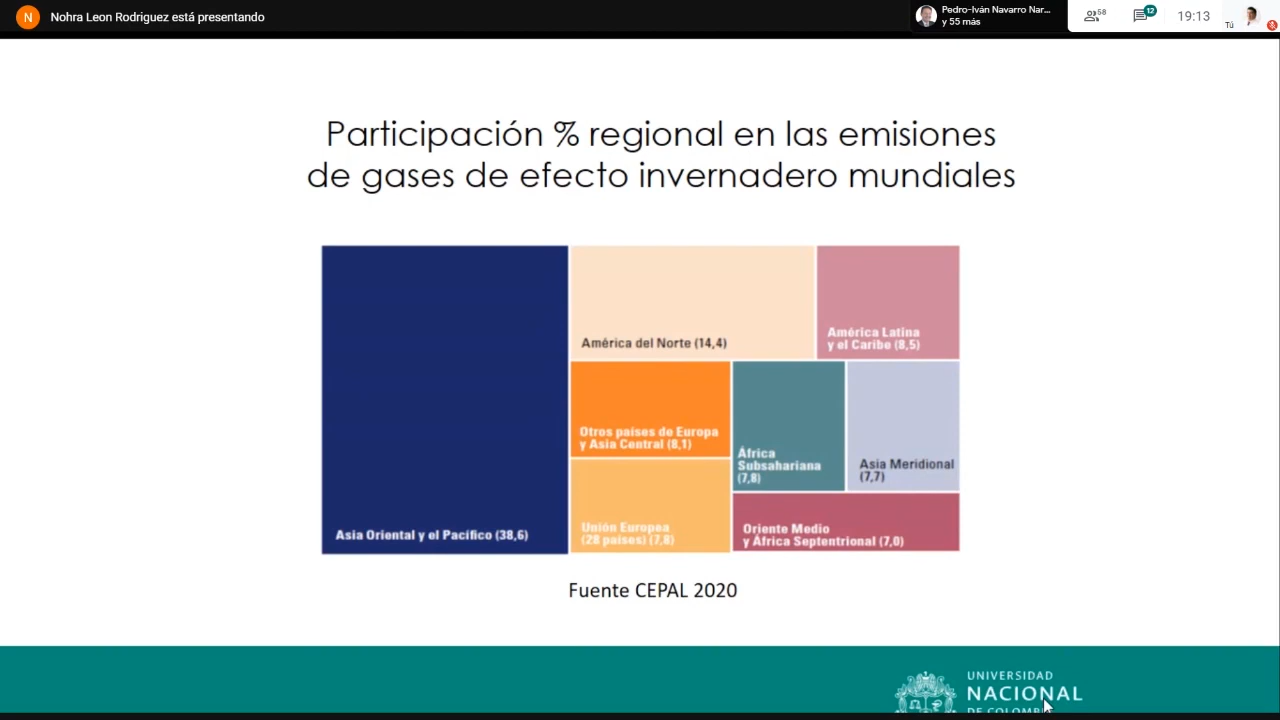 N
Nohra Leon Rodriguez está presentando
Pedro-Iván Navarro Nar...
y 55 más
58
12
19:13
Tú
Participación % regional en las emisiones
de gases de efecto invernadero mundiales
América del Norte (14,4)
América Latina
y el Caribe (8,5)
Otros países de Europa
y Asia Central (8,1)
África
Subsahariana
(7,8)
Asia Meridional
(7,7)
Asia Oriental y el Pacífico (38,6)
Unión Europea
(28 países) (7,8)
Oriente Medio
y África Septentrional (7,0)
Fuente CEPAL 2020
UNIVERSIDAD
NACIONAL
DE COLOMBIA